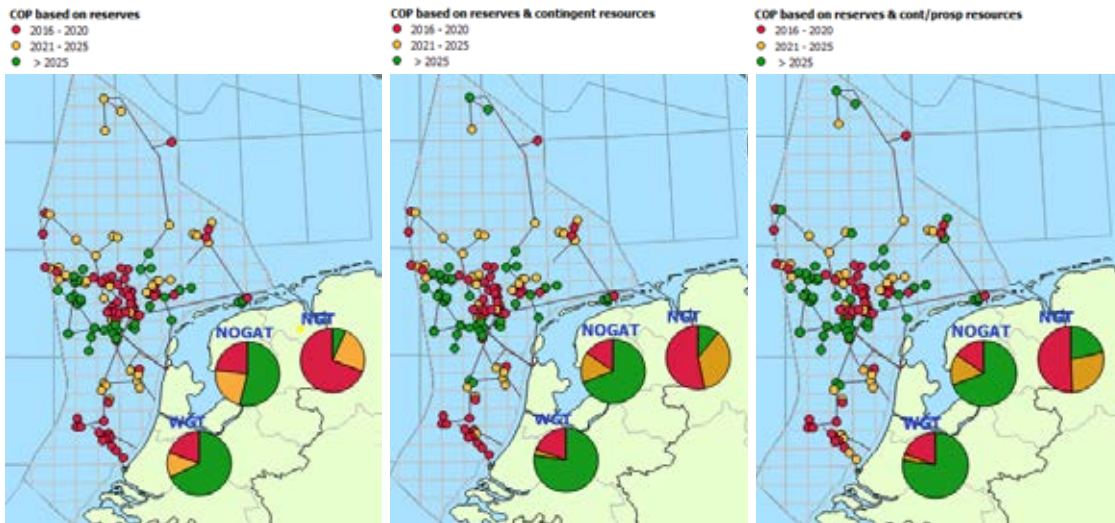 COP based on reserves
2016 - 2020
2021 - 2025
> 2025
NOGAT
NGT
WGT
COP based on reserves & contingent resources
2016 - 2020
2021 - 2025
> 2025
NOGAT
NGT
WGT
COP based on reserves & cont/prosp resources
2016 - 2020
2021 - 2025
> 2025
NOGAT
NGT
WGT